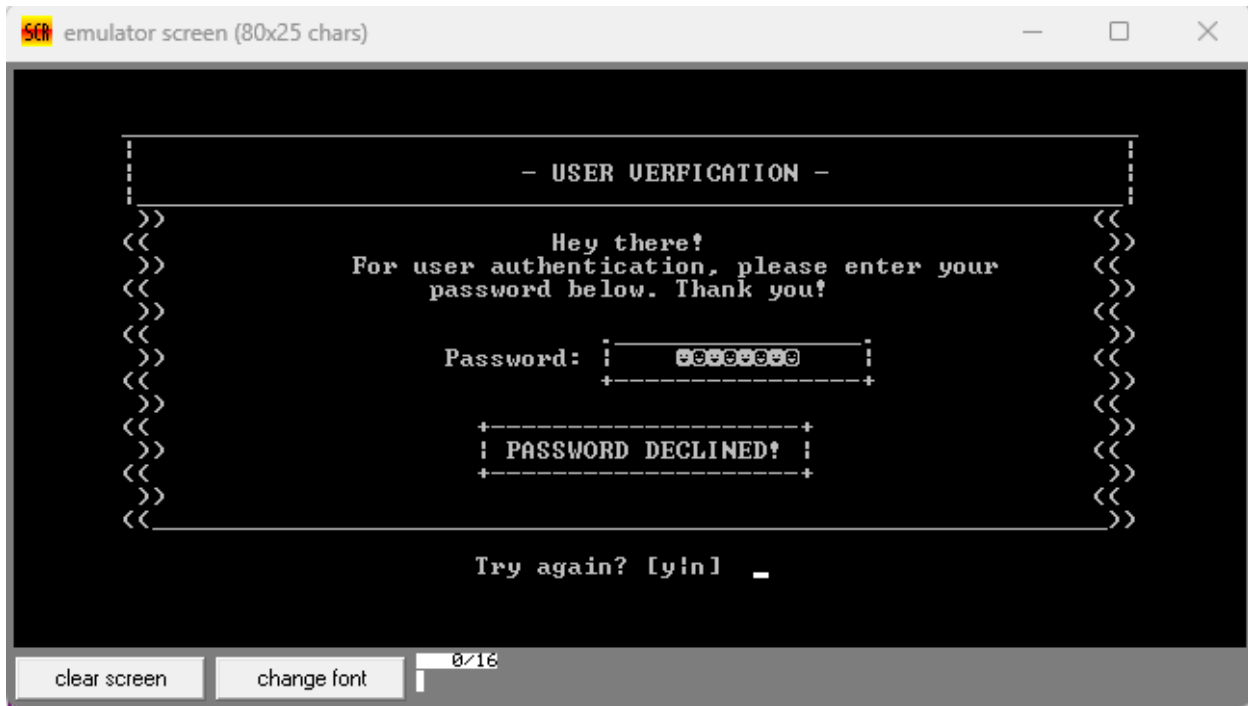 SCR emulator screen (80x25 chars)
- USER VERFICATION -
Hey there!
For user authentication, please enter your
password below. Thank you!
Password:
PASSWORD DECLINED!
Try again? [y¦n] _
clear screen
change font
0/16